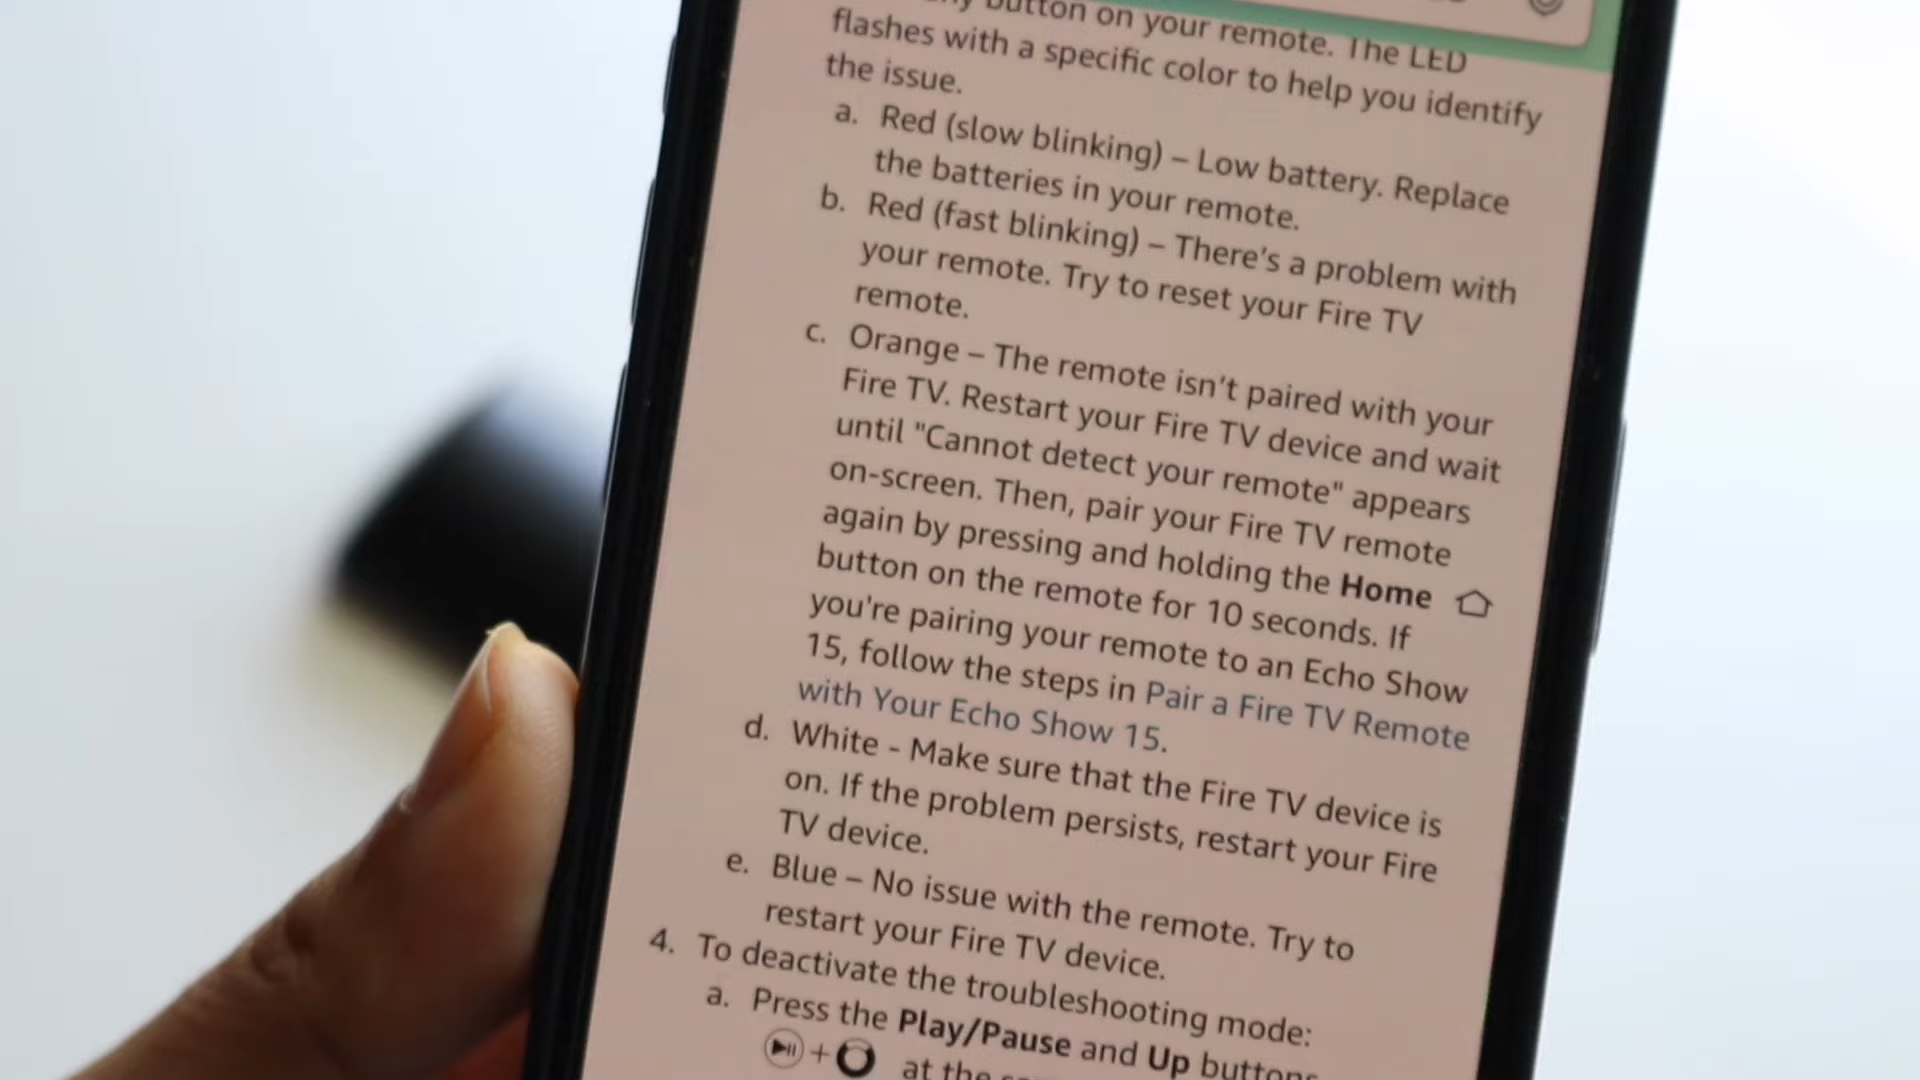 button on your remote. The LED
flashes with a specific color to help you identify
the issue.
a. Red (slow blinking) – Low battery. Replace
the batteries in your remote.
b. Red (fast blinking) – There's a problem with
your remote. Try to reset your Fire TV
remote.
c. Orange – The remote isn't paired with your
Fire TV. Restart your Fire TV device and wait
until "Cannot detect your remote" appears
on-screen. Then, pair your Fire TV remote
again by pressing and holding the Home
button on the remote for 10 seconds. If
you're pairing your remote to an Echo Show
15, follow the steps in Pair a Fire TV Remote
with Your Echo Show 15.
d. White - Make sure that the Fire TV device is
on. If the problem persists, restart your Fire
TV device.
e. Blue – No issue with the remote. Try to
restart your Fire TV device.
4. To deactivate the troubleshooting mode:
a. Press the Play/Pause and Up buttons
+ at the